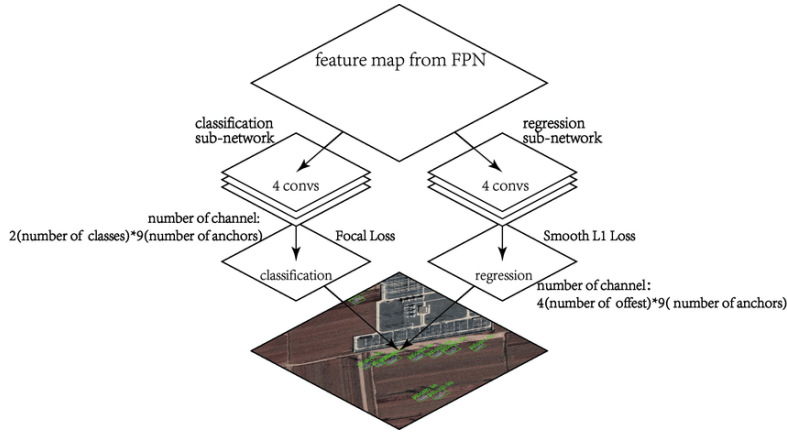 feature map from FPN
classification
sub-network
regression
sub-network
4 convs
4 convs
number of channel:
2(number of classes)*9(number of anchors)
Focal Loss
Smooth L1 Loss
classification
regression
number of channel:
4(number of offest)*9( number of anchors)